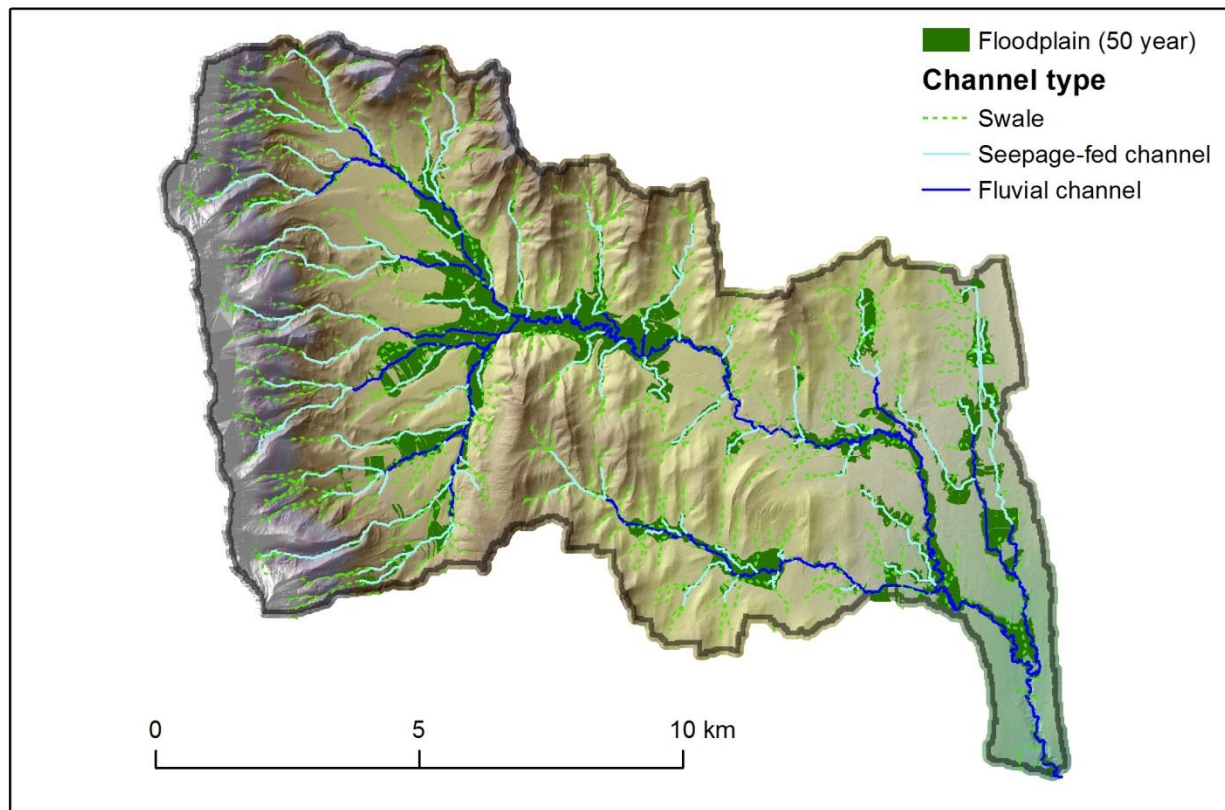 Floodplain (50 year)
Channel type
Swale
Seepage-fed channel
Fluvial channel
0 5 10 km